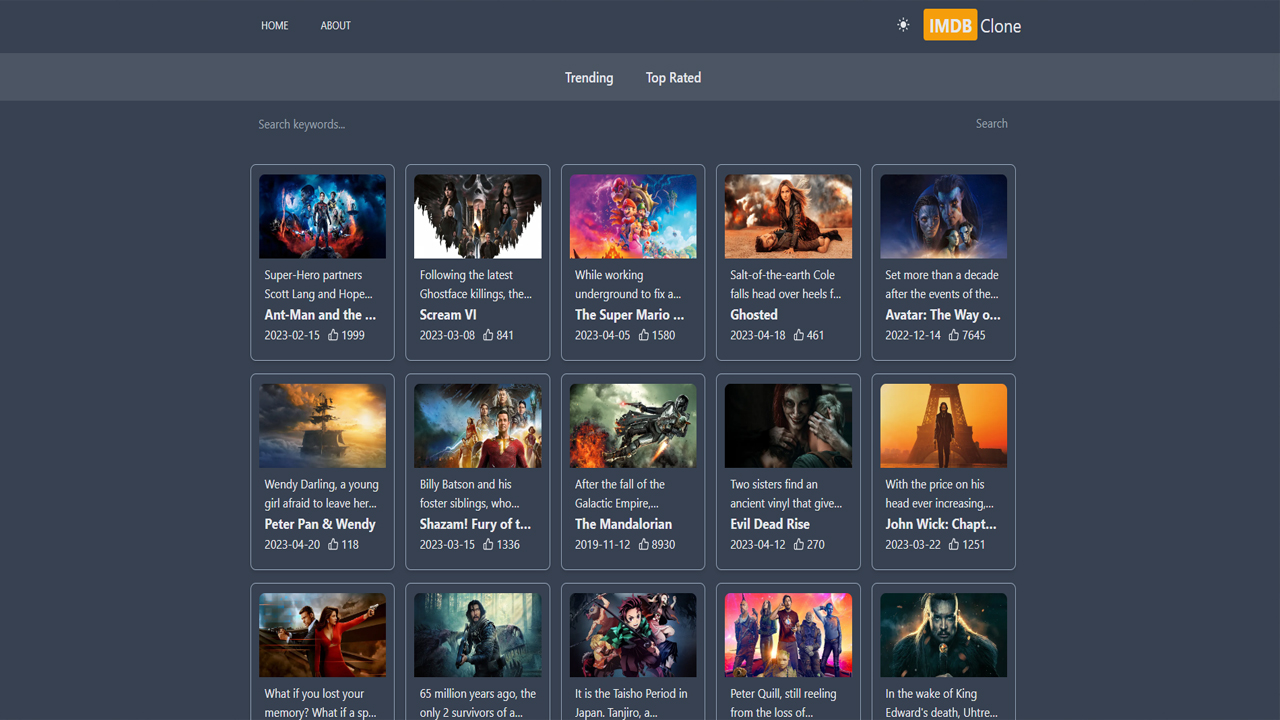 HOME ABOUT IMDB Clone
Trending Top Rated
Search keywords... Search
Super-Hero partners
Scott Lang and Hope...
Ant-Man and the ...
2023-02-15 1999
Following the latest
Ghostface killings, the...
Scream VI
2023-03-08 841
While working
underground to fix a...
The Super Mario ...
2023-04-05 1580
Salt-of-the-earth Cole
falls head over heels f...
Ghosted
2023-04-18 461
Set more than a decade
after the events of the...
Avatar: The Way o...
2022-12-14 7645
Wendy Darling, a young
girl afraid to leave her...
Peter Pan & Wendy
2023-04-20 118
Billy Batson and his
foster siblings, who...
Shazam! Fury of t...
2023-03-15 1336
After the fall of the
Galactic Empire,...
The Mandalorian
2019-11-12 8930
Two sisters find an
ancient vinyl that give...
Evil Dead Rise
2023-04-12 270
With the price on his
head ever increasing,...
John Wick: Chapt...
2023-03-22 1251
What if you lost your
memory? What if a sp...
65 million years ago, the
only 2 survivors of a...
It is the Taisho Period in
Japan. Tanjiro, a...
Peter Quill, still reeling
from the loss of...
In the wake of King
Edward's death, Uhtre...